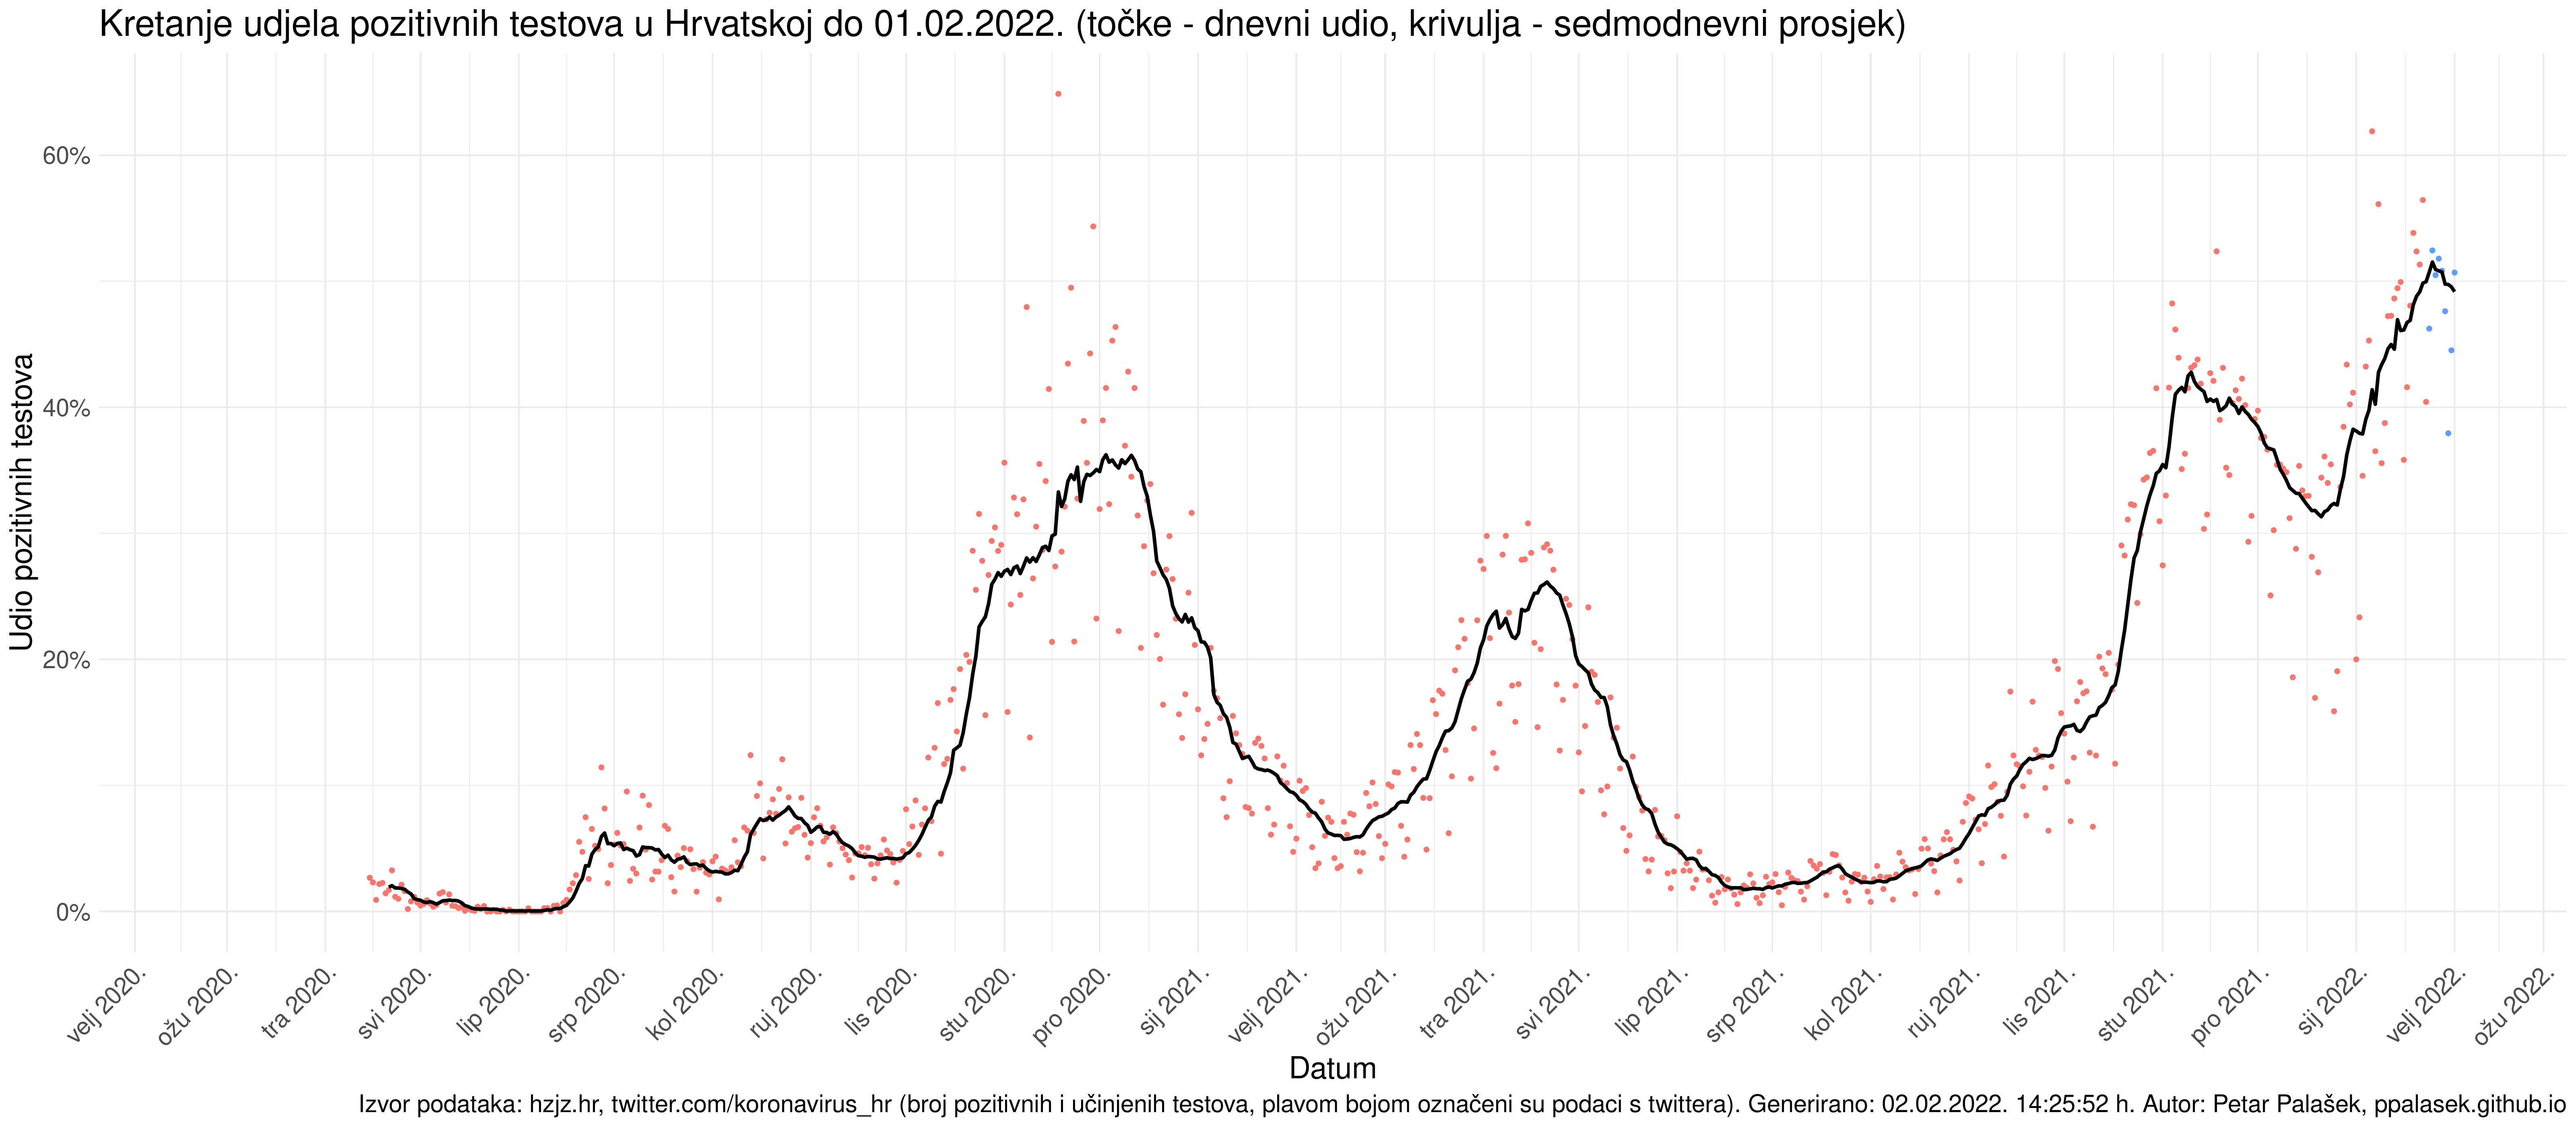 Kretanje udjela pozitivnih testova u Hrvatskoj do 01.02.2022. (točke - dnevni udio, krivulja - sedmodnevni prosjek)
Udio pozitivnih testova
60%
40%
20%
0%
velj 2020.
ožu 2020.
tra 2020.
svi 2020.
lip 2020.
srp 2020.
kol 2020.
ruj 2020.
lis 2020.
stu 2020.
pro 2020.
sij 2021.
velj 2021.
ožu 2021.
tra 2021.
svi 2021.
lip 2021.
srp 2021.
kol 2021.
ruj 2021.
lis 2021.
stu 2021.
pro 2021.
sij 2022.
velj 2022.
ožu 2022.
Datum
Izvor podataka: hzjz.hr, twitter.com/koronavirus_hr (broj pozitivnih i učinjenih testova, plavom bojom označeni su podaci s twittera). Generirano: 02.02.2022. 14:25:52 h. Autor: Petar Palašek, ppalasek.github.io